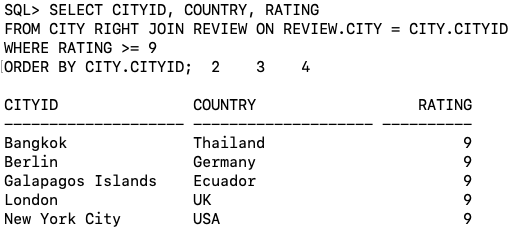 SQL> SELECT CITYID, COUNTRY, RATING
FROM CITY RIGHT JOIN REVIEW ON REVIEW.CITY = CITY.CITYID
WHERE RATING >= 9
ORDER BY CITY.CITYID;  2    3    4
CITYID               COUNTRY                  RATING
-------------------- -------------------- ----------
Bangkok              Thailand                      9
Berlin               Germany                       9
Galapagos Islands    Ecuador                       9
London               UK                            9
New York City        USA                           9